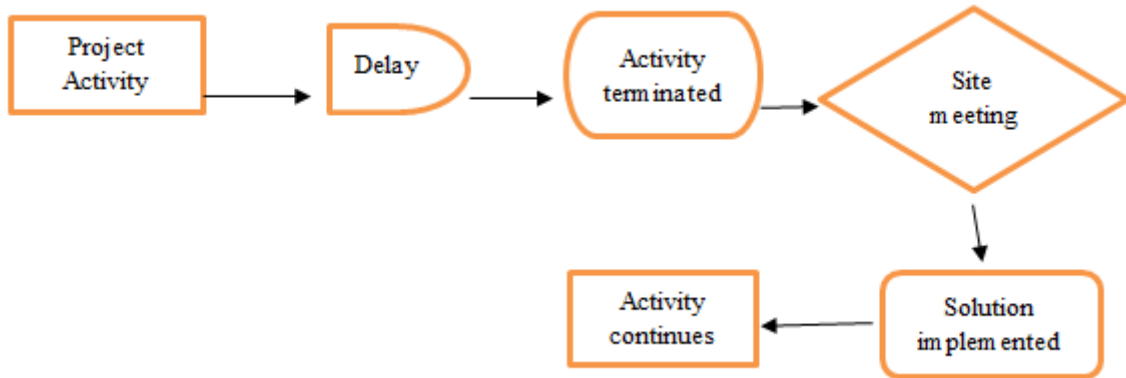 Project
Activity
Delay
Activity
terminated
Site
meeting
Solution
implemented
Activity
continues